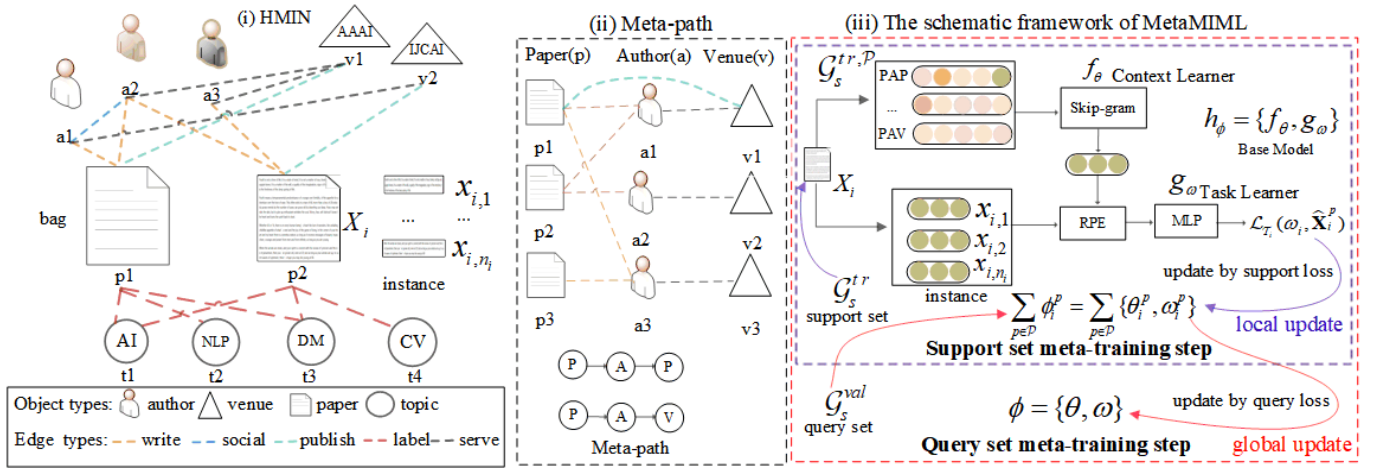 (i) HMIN
AAAI
IJCAI
v1
v2
a2
a3
a1
bag
X_i
x_{i,1}
... ...
x_{i,n_i}
p1
p2
instance
AI
NLP
DM
CV
t1
t2
t3
t4
Object types: author venue paper topic
Edge types: write social publish label serve
(ii) Meta-path
Paper(p) Author(a) Venue(v)
p1
a1
v1
p2
a2
v2
p3
a3
v3
P A P
P A V
Meta-path
(iii) The schematic framework of MetaMIML
𝒢_s^{tr,𝒫}
PAP
...
PAV
f_θ Context Learner
Skip-gram
h_ϕ = {f_θ, g_ω}
Base Model
X_i
g_ω Task Learner
x_{i,1}
x_{i,2}
x_{i,n_i}
RPE
MLP
ℒ_{𝒯_i}(ω_i, X̂_i^p)
instance
update by support loss
𝒢_s^{tr}
support set
∑_{p∈𝒫} ϕ_i^p = ∑_{p∈𝒫} {θ_i^p, ω_i^p}
local update
Support set meta-training step
𝒢_s^{val}
query set
ϕ = {θ, ω}
update by query loss
Query set meta-training step
global update